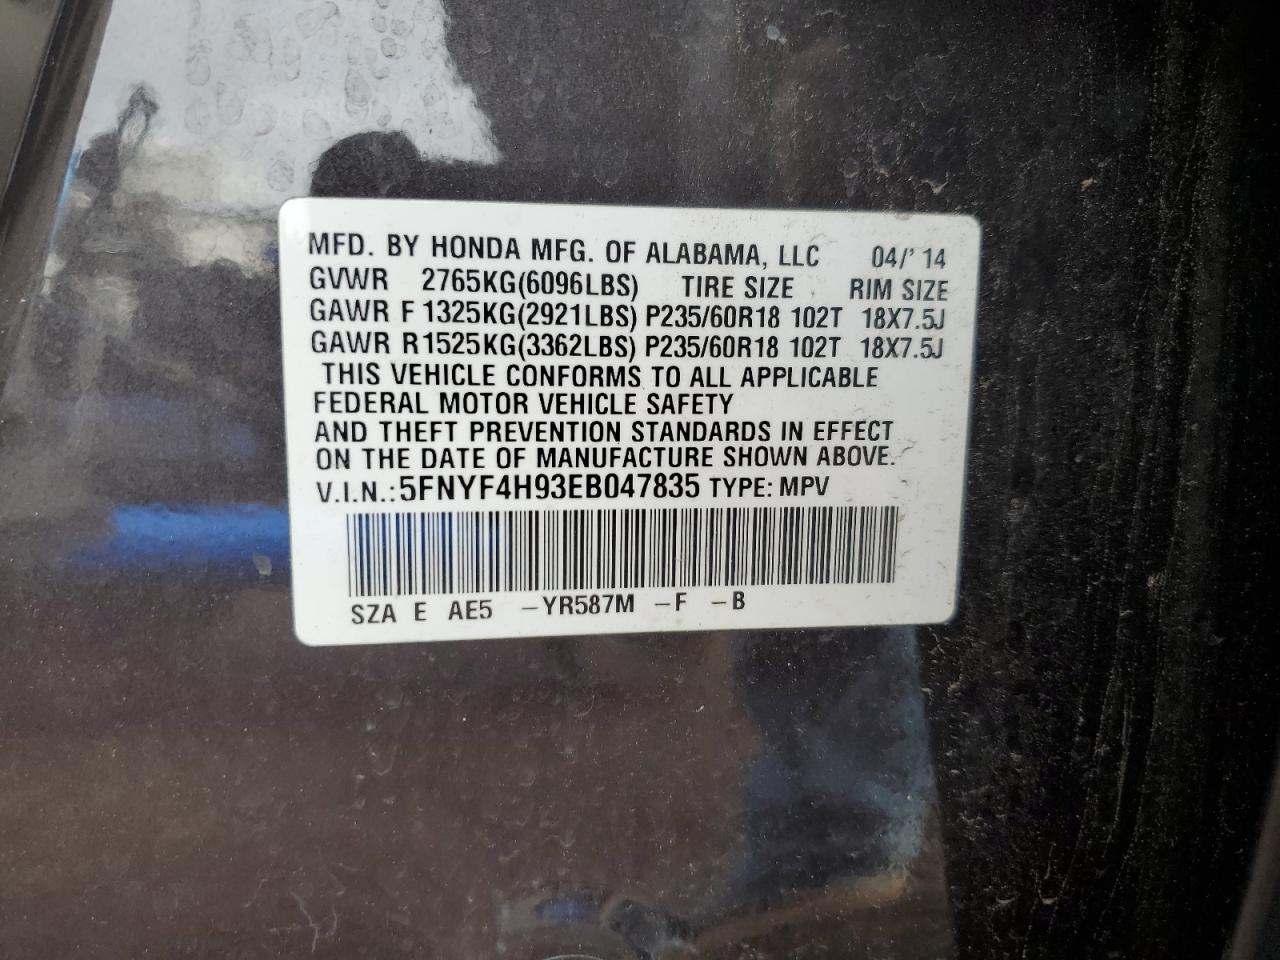 MFD. BY HONDA MFG. OF ALABAMA, LLC 04/' 14
GVWR 2765KG(6096LBS) TIRE SIZE RIM SIZE
GAWR F 1325KG(2921LBS) P235/60R18 102T 18X7.5J
GAWR R 1525KG(3362LBS) P235/60R18 102T 18X7.5J
THIS VEHICLE CONFORMS TO ALL APPLICABLE
FEDERAL MOTOR VEHICLE SAFETY
AND THEFT PREVENTION STANDARDS IN EFFECT
ON THE DATE OF MANUFACTURE SHOWN ABOVE.
V.I.N.: 5FNYF4H93EB047835 TYPE: MPV
SZA E AE5 -YR587M -F -B